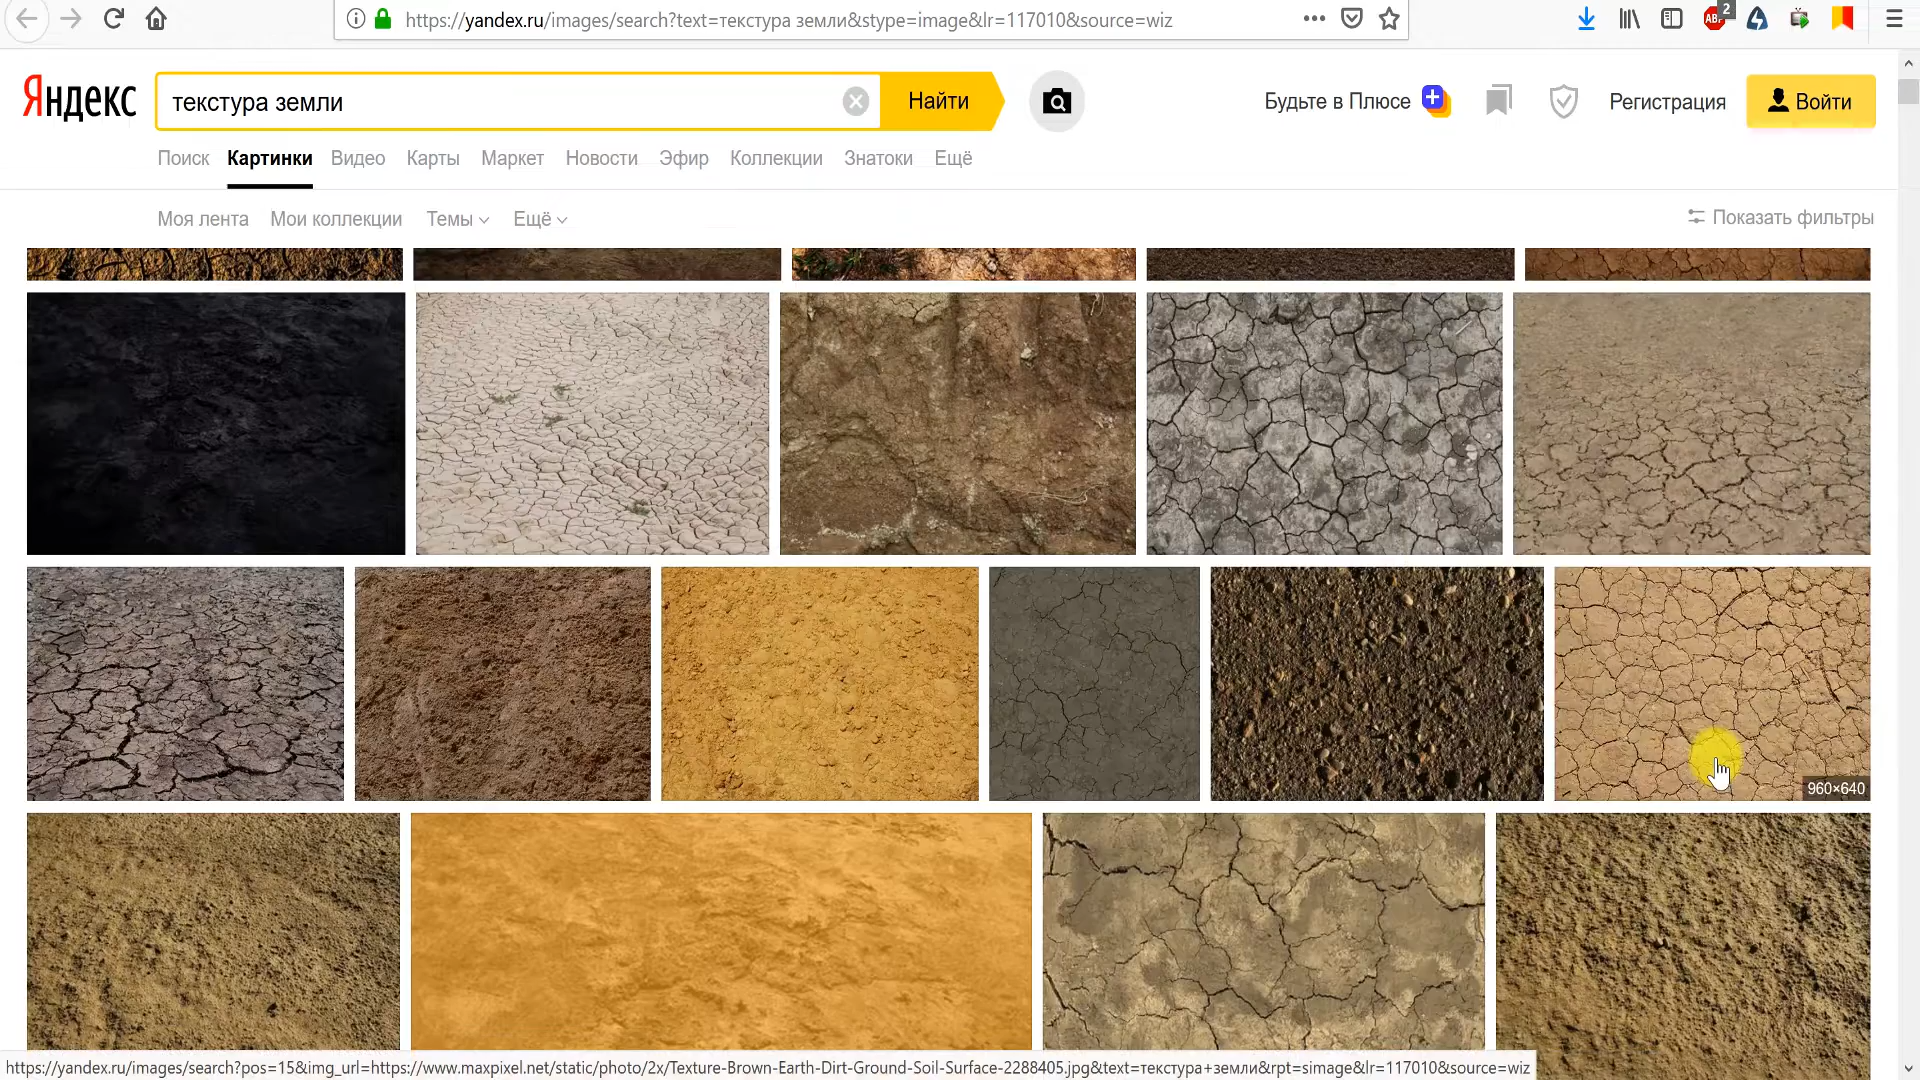 https://yandex.ru/images/search?text=текстура земли&stype=image&lr=117010&source=wiz
ABP 2
Яндекс
текстура земли
Найти
Будьте в Плюсе
Регистрация
Войти
Поиск Картинки Видео Карты Маркет Новости Эфир Коллекции Знатоки Ещё
Моя лента Мои коллекции Темы Ещё
Показать фильтры
960×640
https://yandex.ru/images/search?pos=15&img_url=https://www.maxpixel.net/static/photo/2x/Texture-Brown-Earth-Dirt-Ground-Soil-Surface-2288405.jpg&text=текстура+земли&rpt=simage&lr=117010&source=wiz